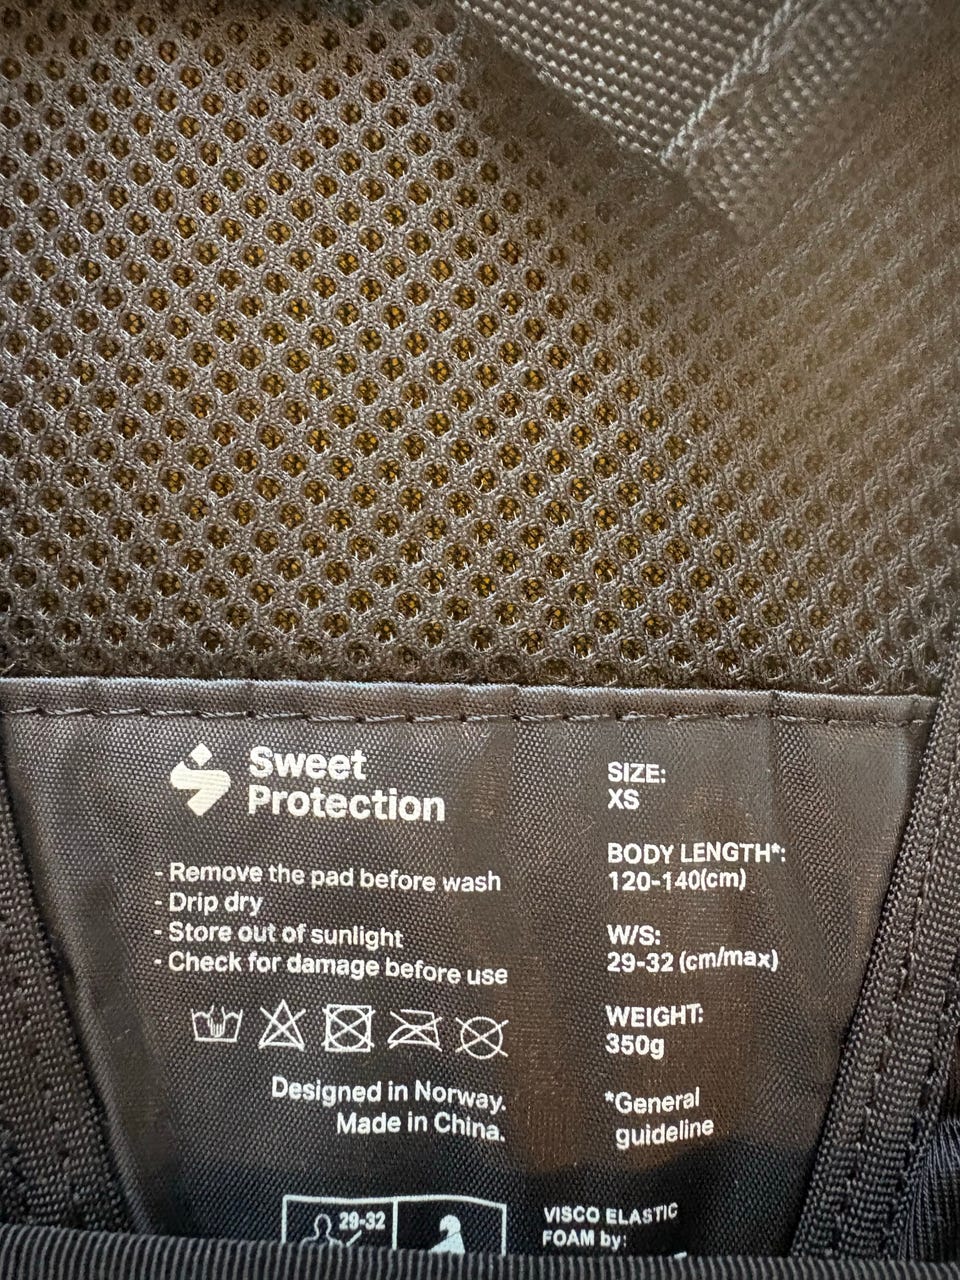 Sweet
Protection
- Remove the pad before wash
- Drip dry
- Store out of sunlight
- Check for damage before use
Designed in Norway.
Made in China.
29-32
SIZE:
XS
BODY LENGTH*:
120-140(cm)
W/S:
29-32 (cm/max)
WEIGHT:
350g
*General
guideline
VISCO ELASTIC
FOAM by: